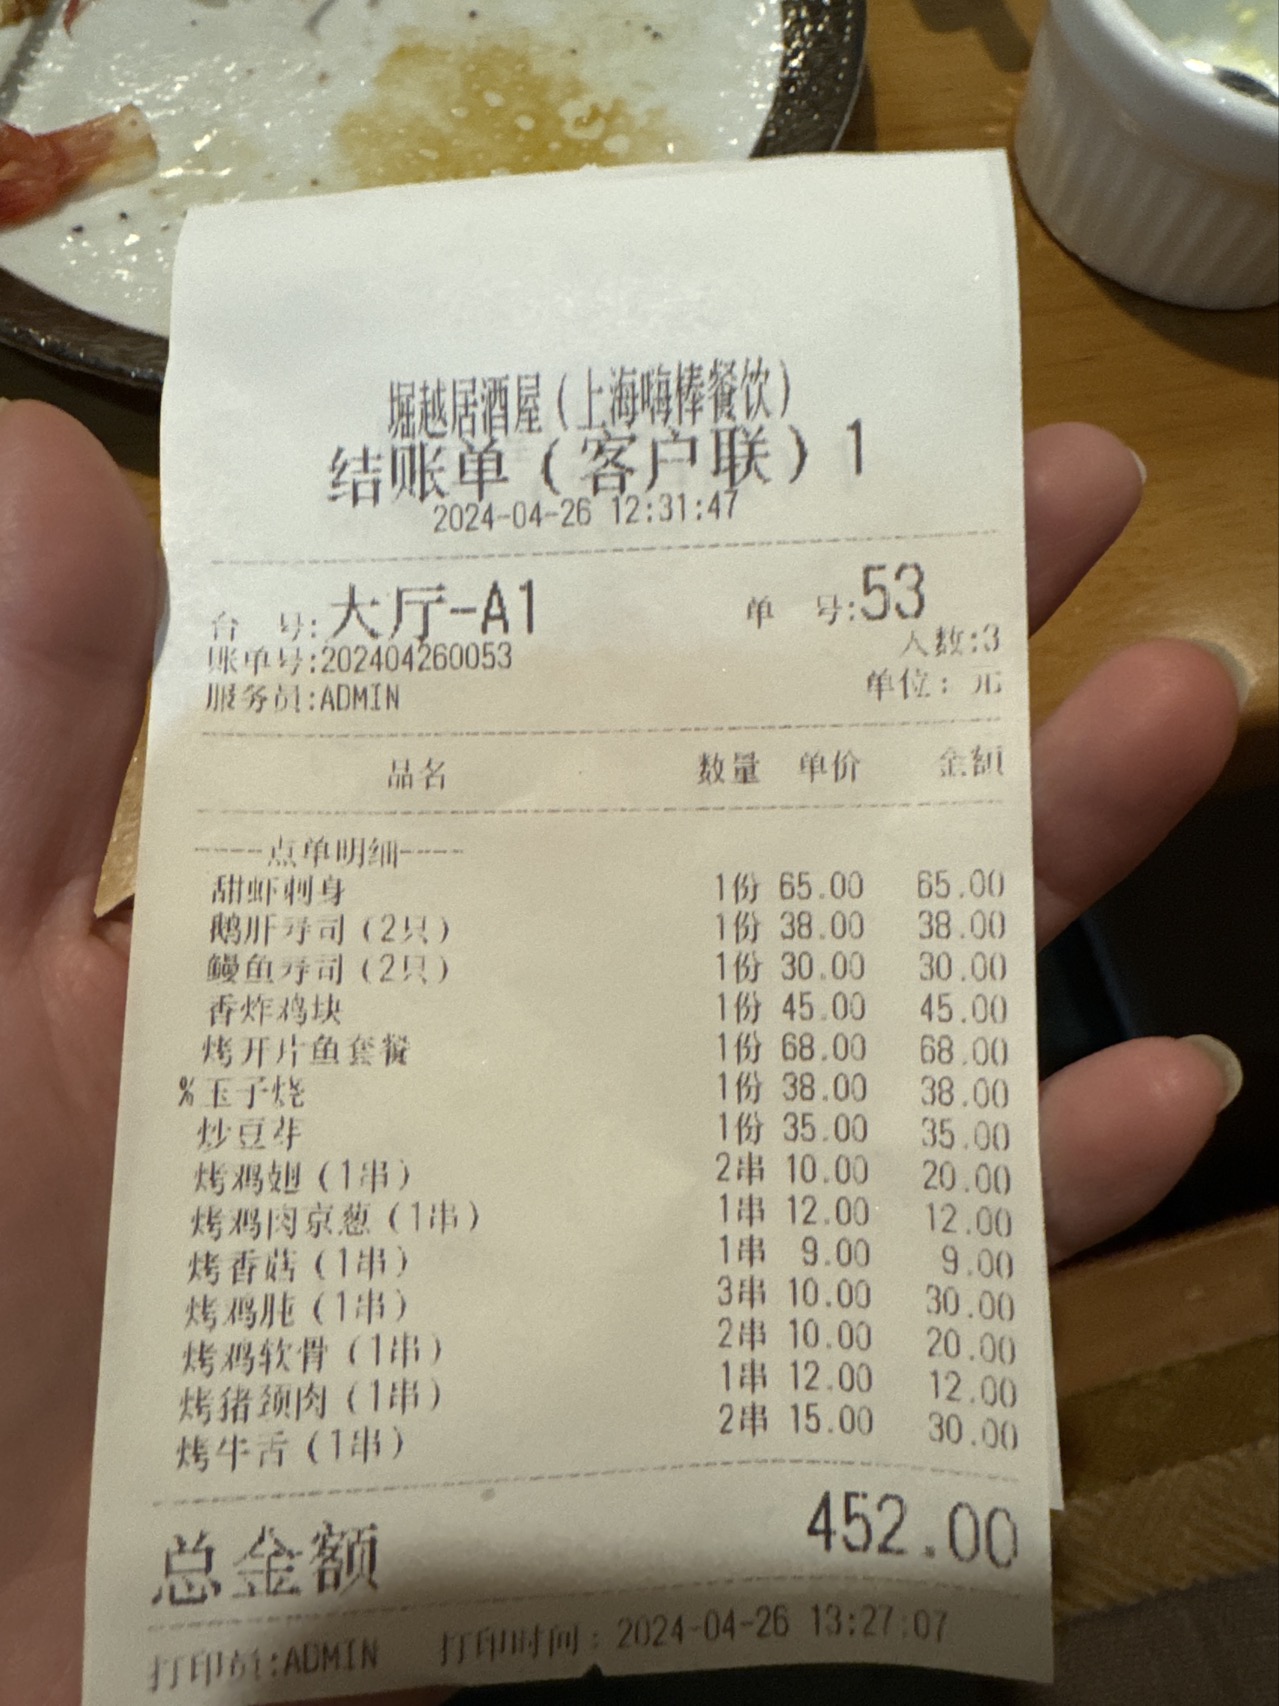 堀越居酒屋(上海嗨棒餐饮)
结账单(客户联)1
2024-04-26 12:31:47
台 号:大厅-A1 单 号:53
账单号:202404260053 人数:3
服务员:ADMIN 单位: 元
品名 数量 单价 金额
----点单明细----
甜虾刺身 1份 65.00 65.00
鹅肝寿司(2只) 1份 38.00 38.00
鳗鱼寿司(2只) 1份 30.00 30.00
香炸鸡块 1份 45.00 45.00
烤开片鱼套餐 1份 68.00 68.00
%玉子烧 1份 38.00 38.00
炒豆芽 1份 35.00 35.00
烤鸡翅(1串) 2串 10.00 20.00
烤鸡肉京葱(1串) 1串 12.00 12.00
烤香菇(1串) 1串 9.00 9.00
烤鸡肫(1串) 3串 10.00 30.00
烤鸡软骨(1串) 2串 10.00 20.00
烤猪颈肉(1串) 1串 12.00 12.00
烤牛舌(1串) 2串 15.00 30.00
总金额 452.00
打印员:ADMIN 打印时间: 2024-04-26 13:27:07